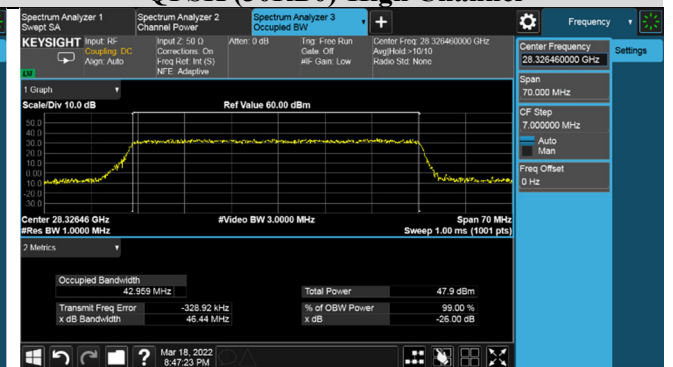 QPSK (50RB0) High Channel
Spectrum Analyzer 1
Swept SA
Spectrum Analyzer 2
Channel Power
Spectrum Analyzer 3
Occupied BW
Frequency
KEYSIGHT Input: RF
Coupling: DC
Align: Auto
Input Z: 50 Ω
Corrections: On
Freq Ref: Int (S)
NFE: Adaptive
Atten: 0 dB
Trig: Free Run
Gate: Off
#IF Gain: Low
Center Freq: 28.326460000 GHz
Avg|Hold:>10/10
Radio Std: None
1 Graph
Scale/Div 10.0 dB
Ref Value 60.00 dBm
50.0
40.0
30.0
20.0
10.0
0.00
-10.0
-20.0
-30.0
Center 28.32646 GHz
#Video BW 3.0000 MHz
Span 70 MHz
#Res BW 1.0000 MHz
Sweep 1.00 ms (1001 pts)
2 Metrics
Occupied Bandwidth
42.959 MHz
Total Power 47.9 dBm
Transmit Freq Error -328.92 kHz
% of OBW Power 99.00 %
x dB Bandwidth 46.44 MHz
x dB -26.00 dB
Mar 18, 2022
8:47:23 PM
Center Frequency
28.326460000 GHz
Settings
Span
70.000 MHz
CF Step
7.000000 MHz
Auto
Man
Freq Offset
0 Hz